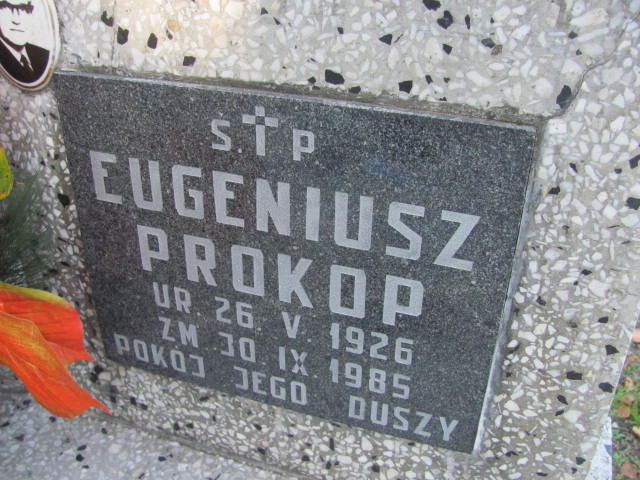 S. P.
EUGENIUSZ
PROKOP
UR. 26 V. 1926
ZM 30 IX 1985
POKÓJ JEGO DUSZY